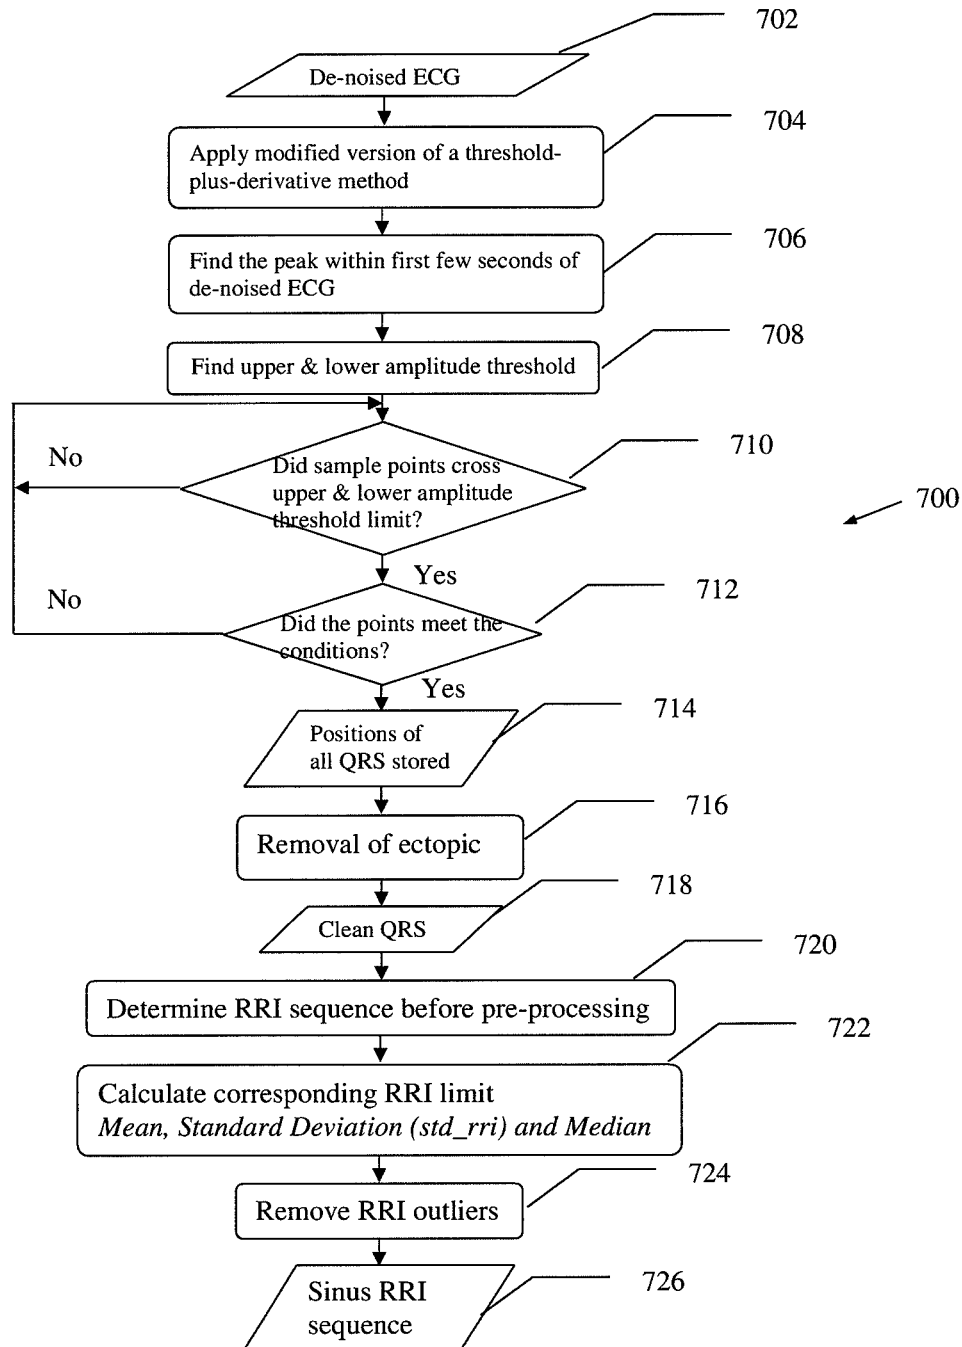 702
De-noised ECG
704
Apply modified version of a threshold-
plus-derivative method
706
Find the peak within first few seconds of
de-noised ECG
708
Find upper & lower amplitude threshold
710
No
Did sample points cross
upper & lower amplitude
threshold limit?
700
Yes
712
No
Did the points meet the
conditions?
Yes
714
Positions of
all QRS stored
716
Removal of ectopic
718
Clean QRS
720
Determine RRI sequence before pre-processing
722
Calculate corresponding RRI limit
Mean, Standard Deviation (std_rri) and Median
724
Remove RRI outliers
726
Sinus RRI
sequence